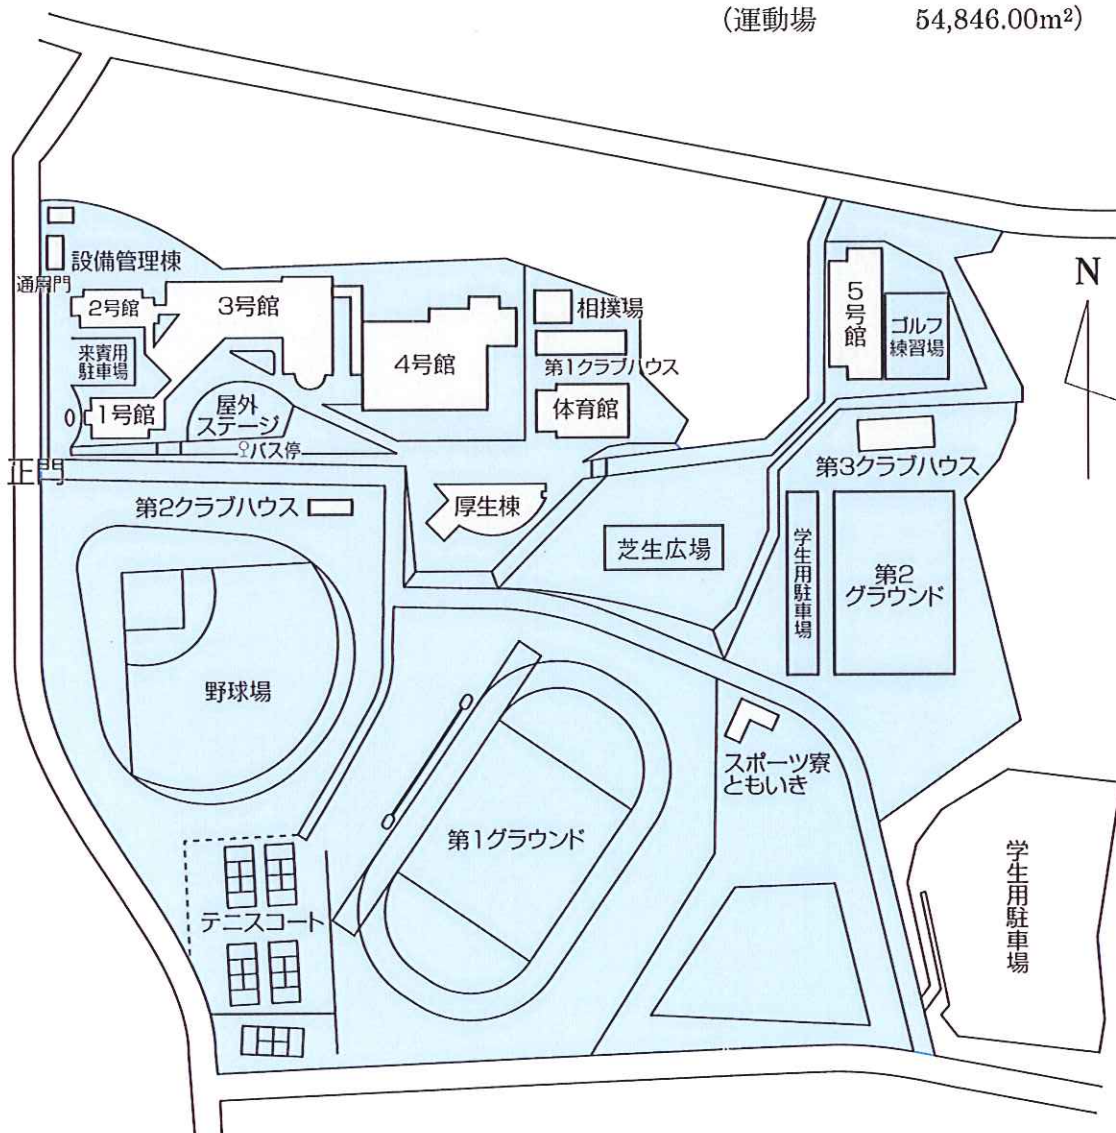 （運動場 54,846.00m²）
設備管理棟
通用門
2号館
3号館
相撲場
5号館
ゴルフ
練習場
N
来賓用
駐車場
4号館
第1クラブハウス
1号館
屋外
ステージ
体育館
バス停
正門
第3クラブハウス
第2クラブハウス
厚生棟
芝生広場
学生用駐車場
第2
グラウンド
野球場
スポーツ寮
ともいき
第1グラウンド
学生用駐車場
テニスコート